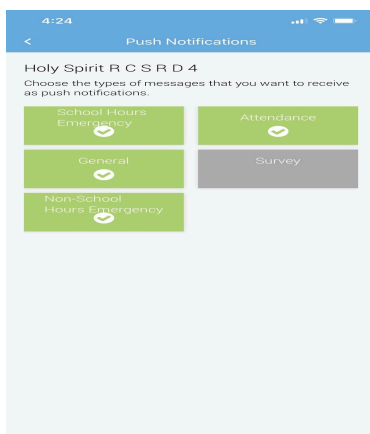 4:24
< Push Notifications
Holy Spirit R C S R D 4
Choose the types of messages that you want to receive
as push notifications.
School Hours
Emergency
Attendance
General
Survey
Non-School
Hours Emergency